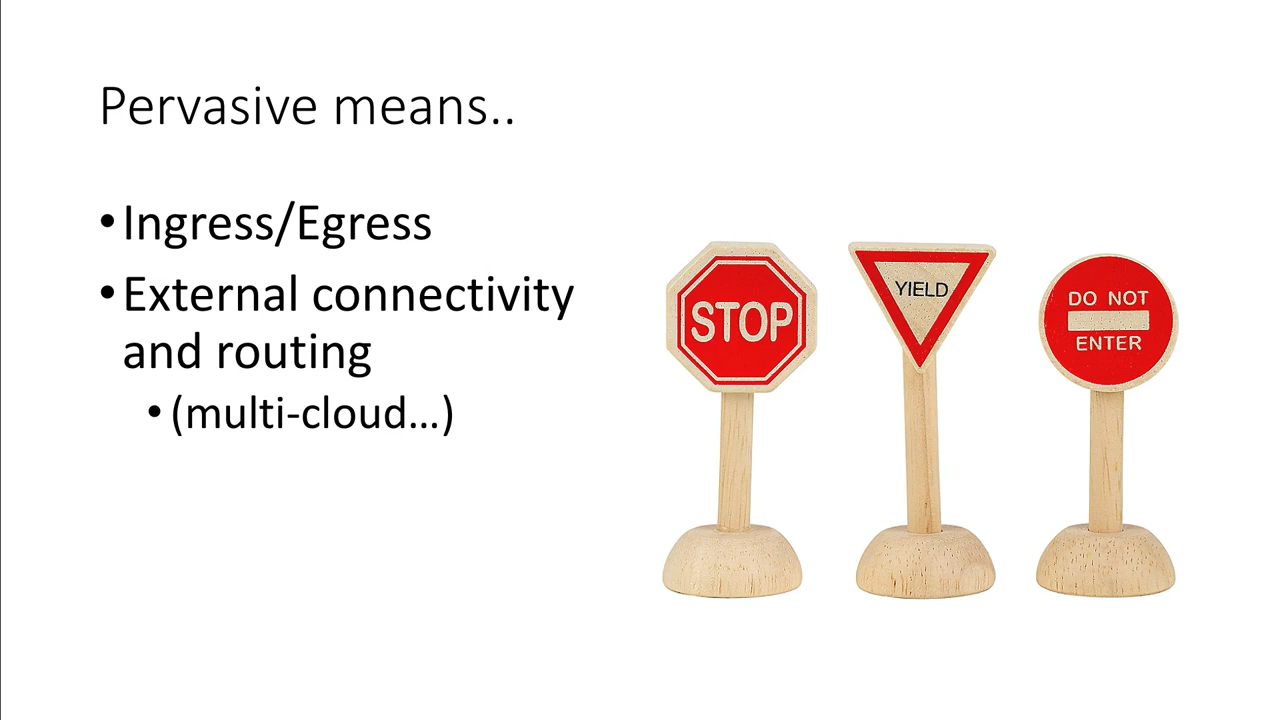 Pervasive means..
•Ingress/Egress
•External connectivity
and routing
•(multi-cloud…)
STOP
YIELD
DO NOT
ENTER